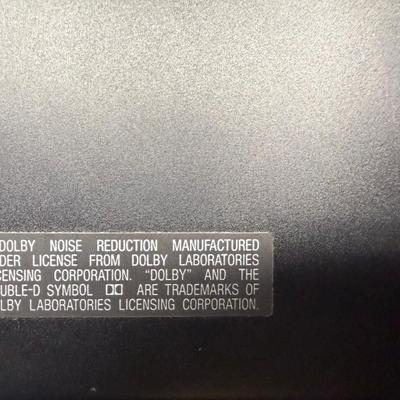 DOLBY NOISE REDUCTION MANUFACTURED
DER LICENSE FROM DOLBY LABORATORIES
CENSING CORPORATION. "DOLBY" AND THE
UBLE-D SYMBOL ARE TRADEMARKS OF
LBY LABORATORIES LICENSING CORPORATION.